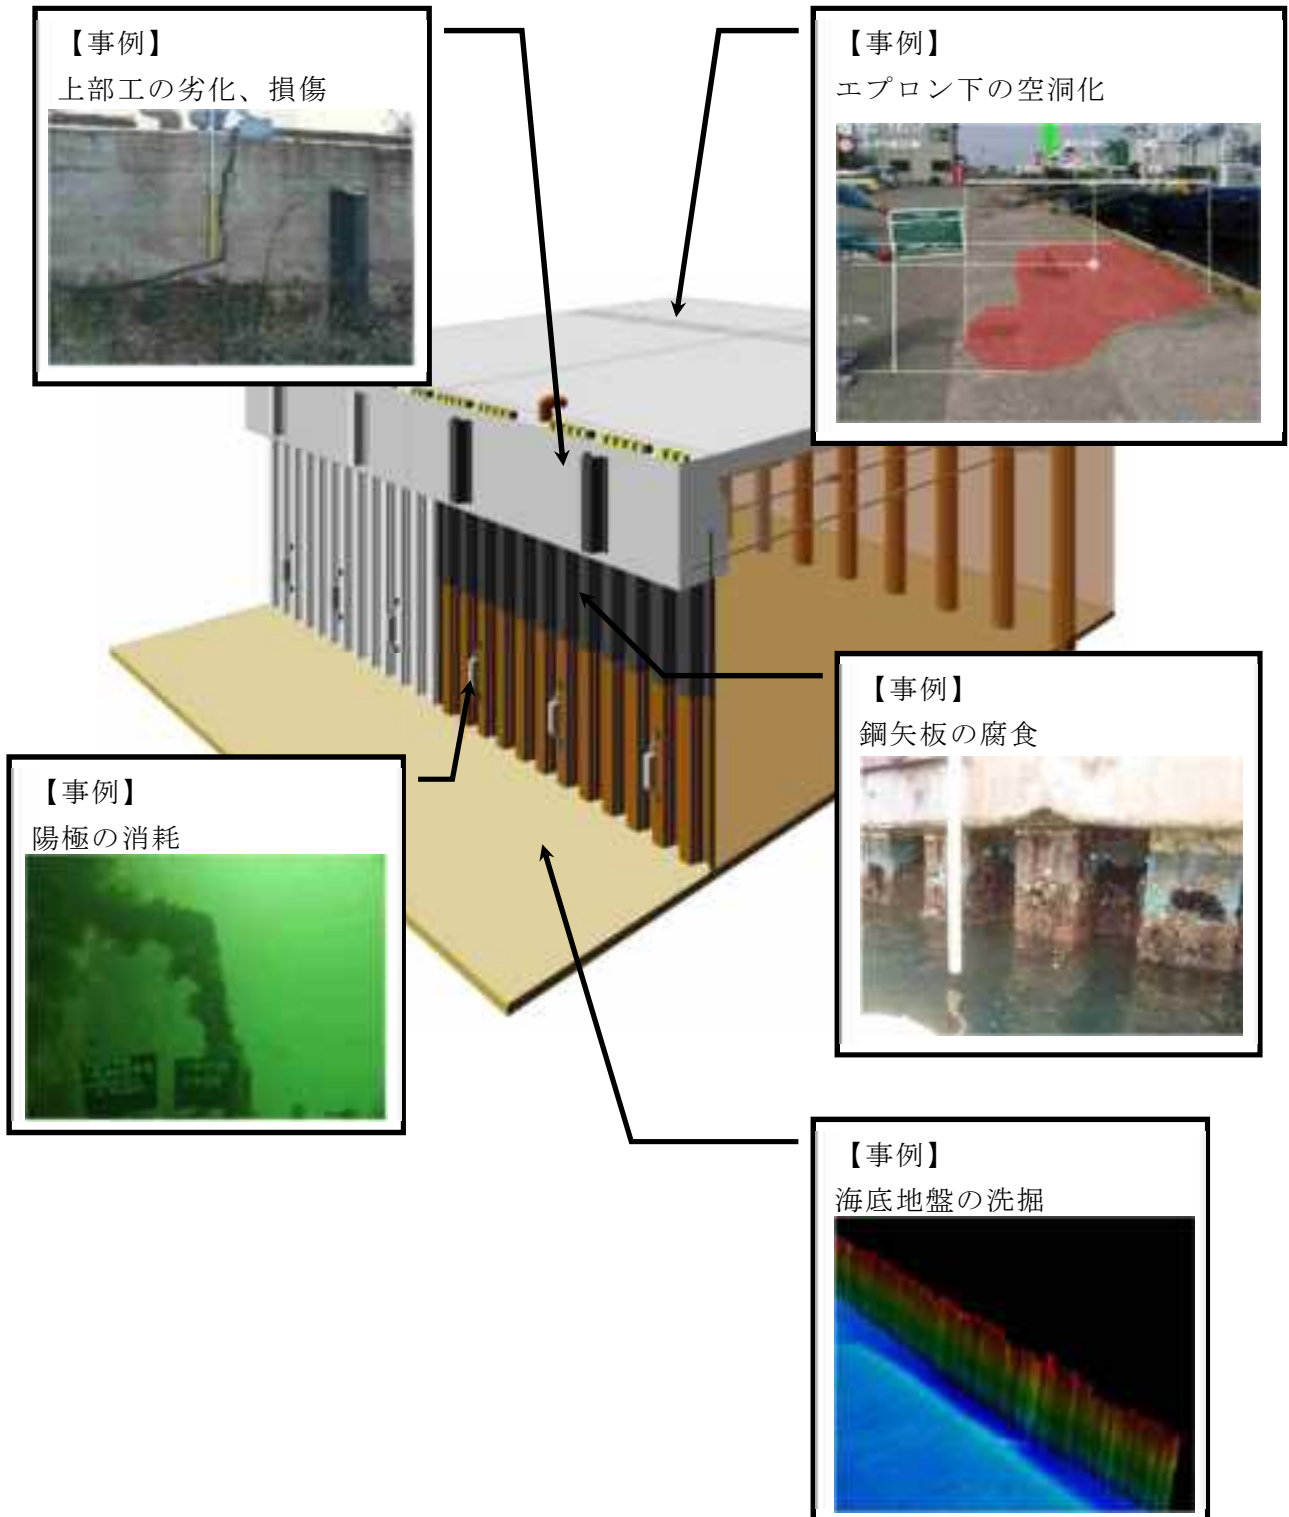 【事例】
上部工の劣化、損傷
【事例】
エプロン下の空洞化
【事例】
鋼矢板の腐食
【事例】
陽極の消耗
【事例】
海底地盤の洗掘